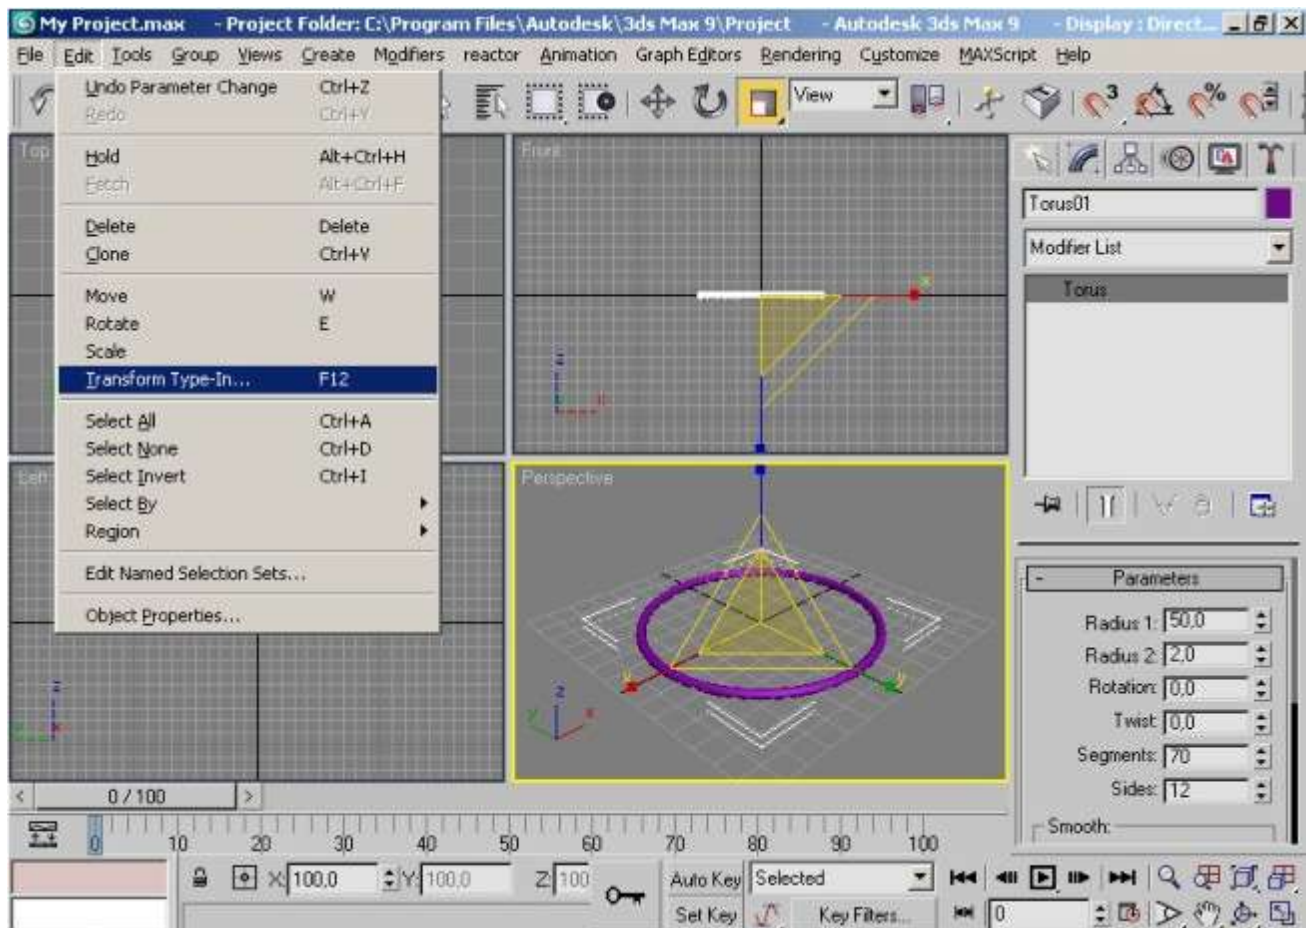 My Project.max - Project Folder: C:\Program Files\Autodesk\3ds Max 9\Project - Autodesk 3ds Max 9 - Display : Direct...
File Edit Tools Group Views Create Modifiers reactor Animation Graph Editors Rendering Customize MAXScript Help
Undo Parameter Change Ctrl+Z
Redo Ctrl+Y
Hold Alt+Ctrl+H
Fetch Alt+Ctrl+F
Delete Delete
Clone Ctrl+V
Move W
Rotate E
Scale
Transform Type-In... F12
Select All Ctrl+A
Select None Ctrl+D
Select Invert Ctrl+I
Select By
Region
Edit Named Selection Sets...
Object Properties...
View
3
%
Top
Front
Left
Perspective
z
x
z
y
x
Torus01
Modifier List
Torus
- Parameters
Radius 1: 50,0
Radius 2: 2,0
Rotation: 0,0
Twist: 0,0
Segments: 70
Sides: 12
Smooth:
< 0 / 100 >
0 10 20 30 40 50 60 70 80 90 100
X: 100,0 Y: 100,0 Z: 100
Auto Key Selected
Set Key Key Filters...
0